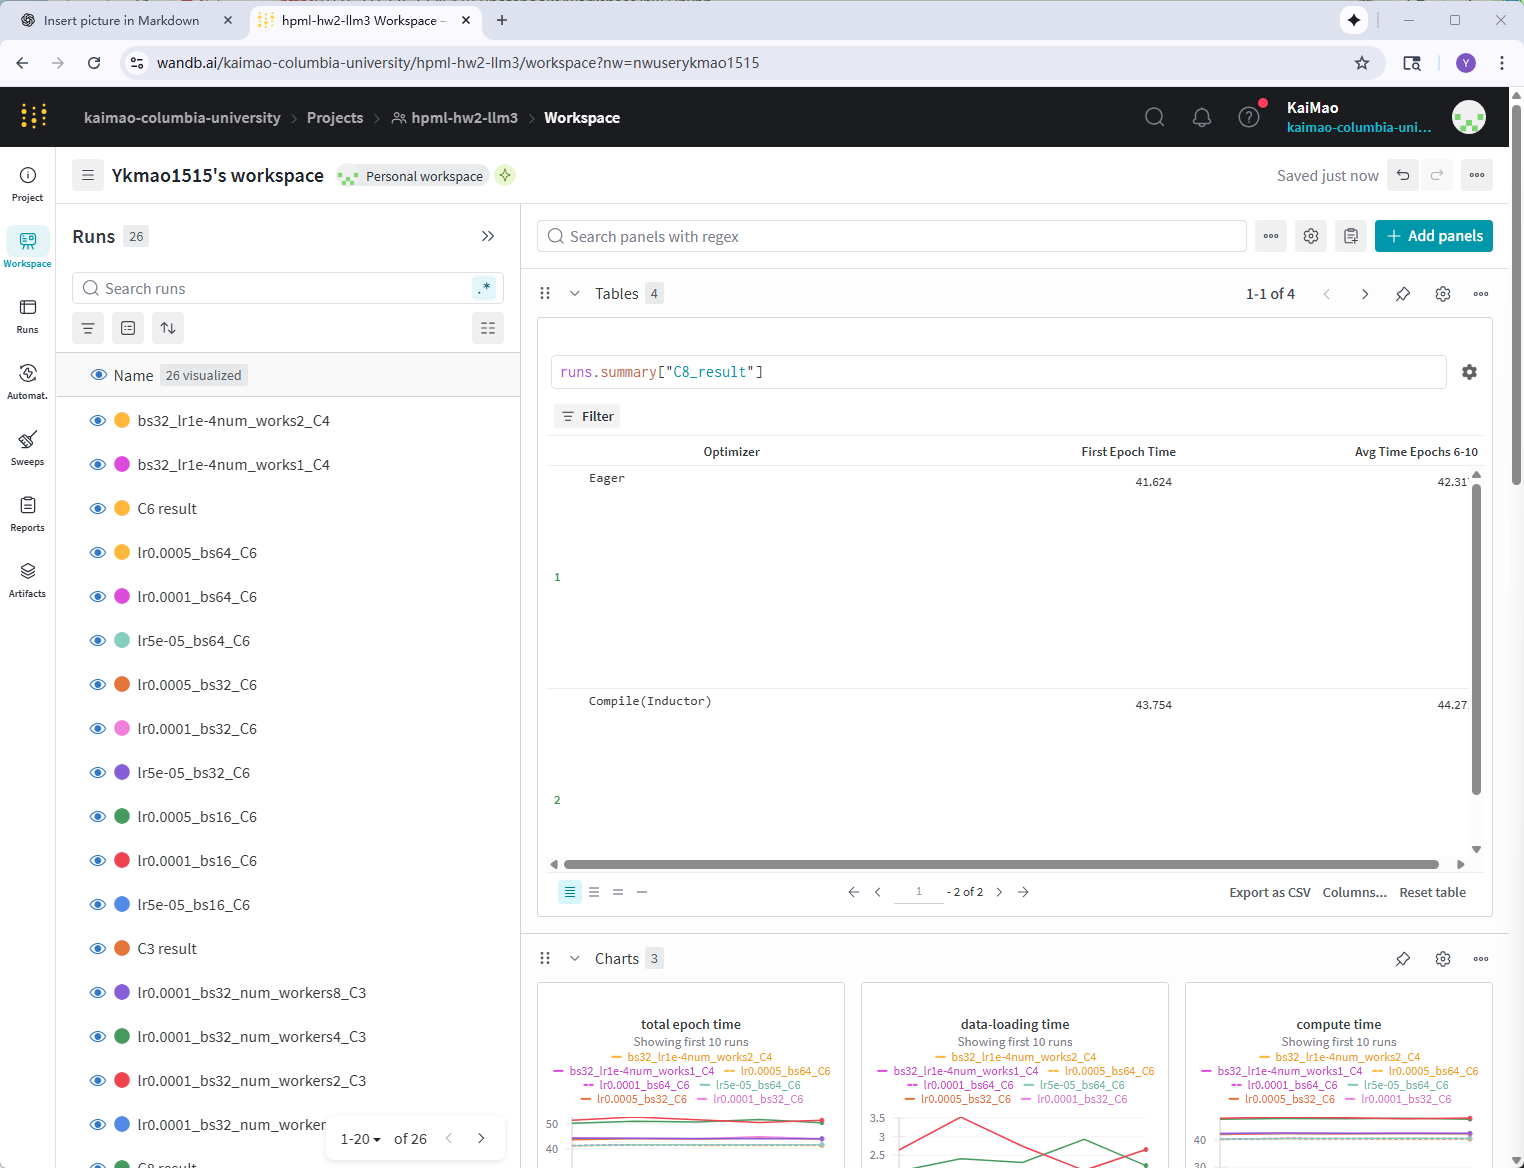 Insert picture in Markdown
hpml-hw2-llm3 Workspace –
wandb.ai/kaimao-columbia-university/hpml-hw2-llm3/workspace?nw=nwuserykmao1515
Y
kaimao-columbia-university > Projects > hpml-hw2-llm3 > Workspace
KaiMao
kaimao-columbia-uni...
Project
Workspace
Runs
Automat.
Sweeps
Reports
Artifacts
Ykmao1515's workspace
Personal workspace
Saved just now
Runs 26
Search runs
.*
Name 26 visualized
bs32_lr1e-4num_works2_C4
bs32_lr1e-4num_works1_C4
C6 result
lr0.0005_bs64_C6
lr0.0001_bs64_C6
lr5e-05_bs64_C6
lr0.0005_bs32_C6
lr0.0001_bs32_C6
lr5e-05_bs32_C6
lr0.0005_bs16_C6
lr0.0001_bs16_C6
lr5e-05_bs16_C6
C3 result
lr0.0001_bs32_num_workers8_C3
lr0.0001_bs32_num_workers4_C3
lr0.0001_bs32_num_workers2_C3
lr0.0001_bs32_num_worker
C8 result
1-20 of 26
Search panels with regex
Add panels
Tables 4
1-1 of 4
runs.summary["C8_result"]
Filter
Optimizer First Epoch Time Avg Time Epochs 6-10
Eager 41.624 42.31
1
Compile(Inductor) 43.754 44.27
2
1 - 2 of 2
Export as CSV Columns... Reset table
Charts 3
total epoch time
Showing first 10 runs
bs32_lr1e-4num_works2_C4
bs32_lr1e-4num_works1_C4 lr0.0005_bs64_C6
lr0.0001_bs64_C6 lr5e-05_bs64_C6
lr0.0005_bs32_C6 lr0.0001_bs32_C6
50
40
data-loading time
Showing first 10 runs
bs32_lr1e-4num_works2_C4
bs32_lr1e-4num_works1_C4 lr0.0005_bs64_C6
lr0.0001_bs64_C6 lr5e-05_bs64_C6
lr0.0005_bs32_C6 lr0.0001_bs32_C6
3.5
3
2.5
compute time
Showing first 10 runs
bs32_lr1e-4num_works2_C4
bs32_lr1e-4num_works1_C4 lr0.0005_bs64_C6
lr0.0001_bs64_C6 lr5e-05_bs64_C6
lr0.0005_bs32_C6 lr0.0001_bs32_C6
40
30